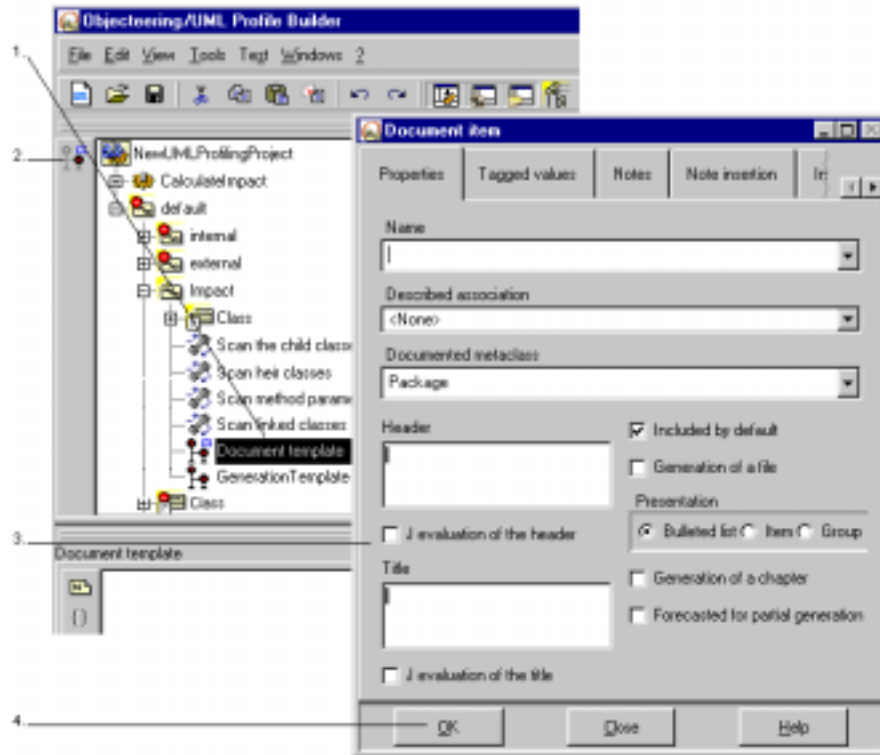 Objecteering/UML Profile Builder
File Edit View Tools Test Windows ?
1.
2.
NewUMLProfilingProject
CalculateImpact
default
internal
external
Impact
Class
Scan the child classe
Scan heir classes
Scan method parame
Scan linked classes
Document template
GenerationTemplate
Class
3.
Document template
N
{}
Document item
Properties
Tagged values
Notes
Note insertion
Name
Described association
<None>
Documented metaclass
Package
Header
Included by default
Generation of a file
Presentation
Bulleted list Item Group
J evaluation of the header
Title
Generation of a chapter
Forecasted for partial generation
J evaluation of the title
4.
OK Close Help